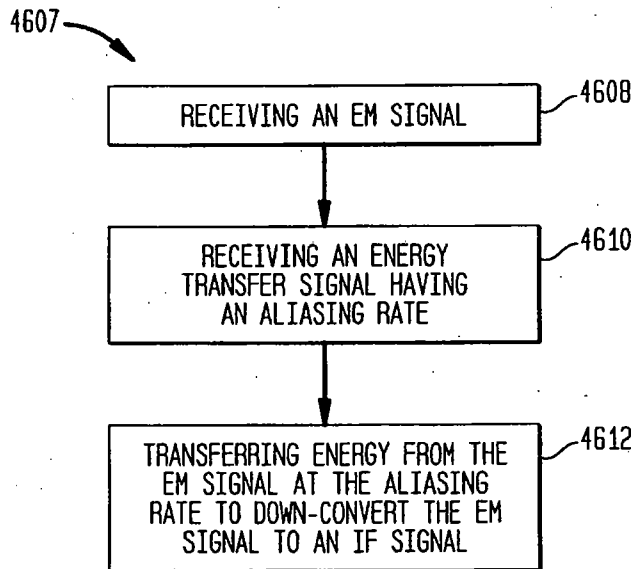 4607
RECEIVING AN EM SIGNAL
4608
RECEIVING AN ENERGY
TRANSFER SIGNAL HAVING
AN ALIASING RATE
4610
TRANSFERRING ENERGY FROM THE
EM SIGNAL AT THE ALIASING
RATE TO DOWN-CONVERT THE EM
SIGNAL TO AN IF SIGNAL
4612